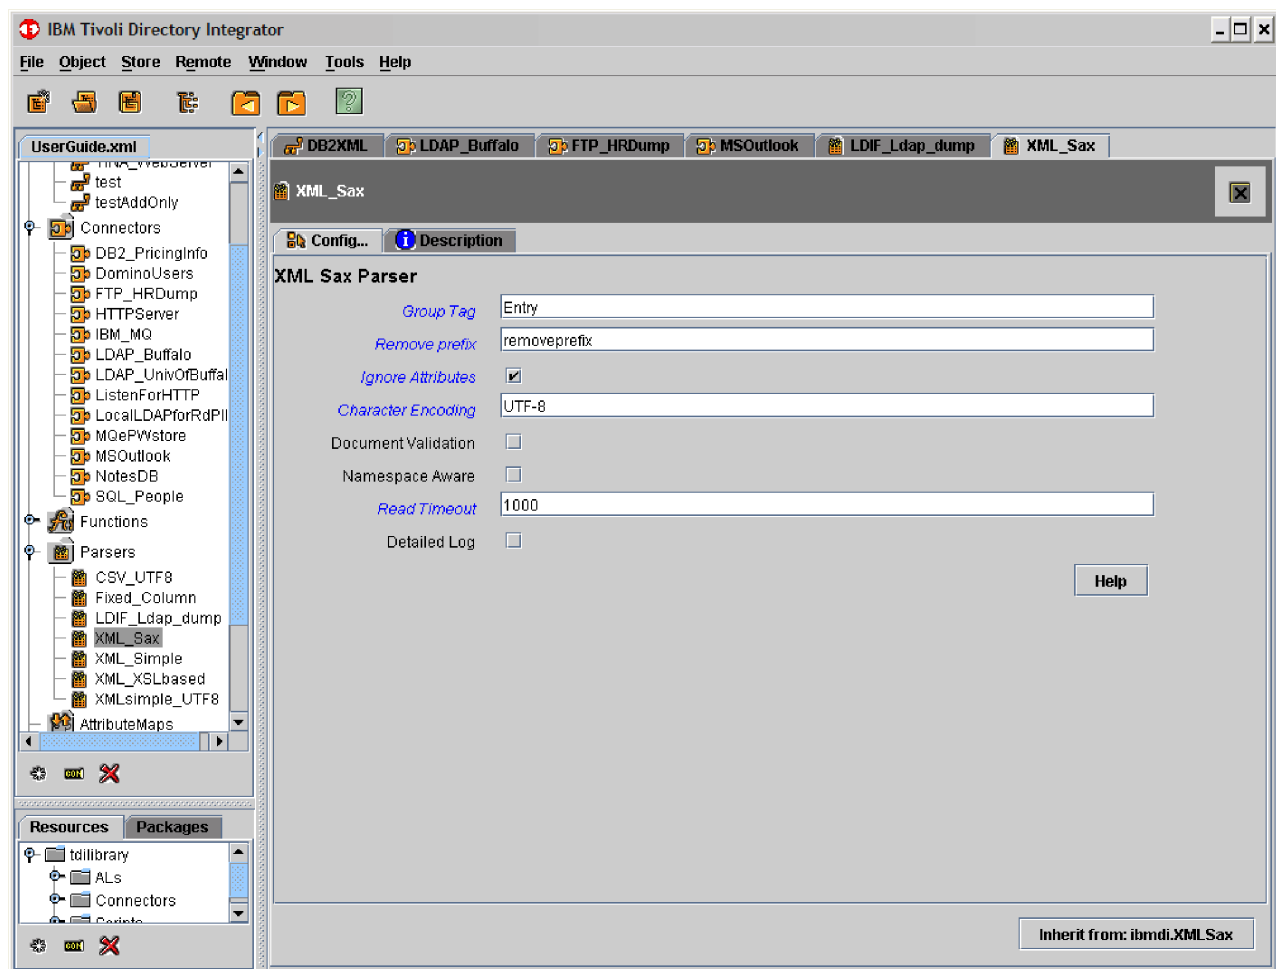 IBM Tivoli Directory Integrator
File Object Store Remote Window Tools Help
UserGuide.xml
test
testAddOnly
Connectors
DB2_PricingInfo
DominoUsers
FTP_HRDump
HTTPServer
IBM_MQ
LDAP_Buffalo
LDAP_UnivOfBuffal
ListenForHTTP
LocalLDAPforRdPII
MQePWstore
MSOutlook
NotesDB
SQL_People
Functions
Parsers
CSV_UTF8
Fixed_Column
LDIF_Ldap_dump
XML_Sax
XML_Simple
XML_XSLbased
XMLsimple_UTF8
AttributeMaps
CON
Resources Packages
tdilibrary
ALs
Connectors
Scripts
CON
DB2XML LDAP_Buffalo FTP_HRDump MSOutlook LDIF_Ldap_dump XML_Sax
XML_Sax
Config... Description
XML Sax Parser
Group Tag Entry
Remove prefix removeprefix
Ignore Attributes
Character Encoding UTF-8
Document Validation
Namespace Aware
Read Timeout 1000
Detailed Log
Help
Inherit from: ibmdi.XMLSax